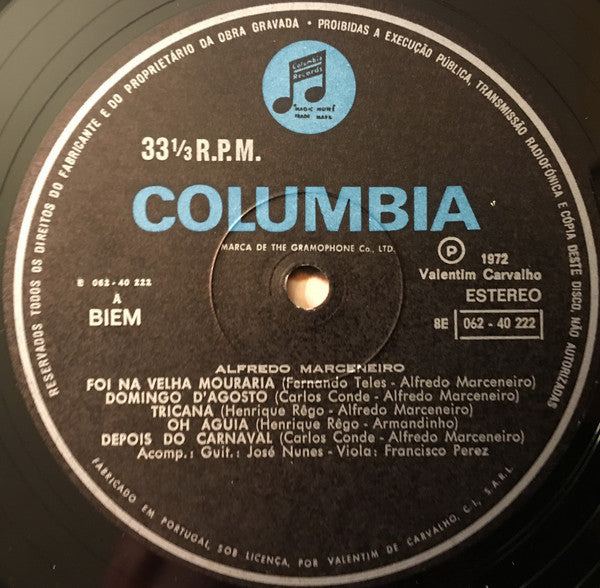 RESERVADOS TODOS OS DIREITOS DO FABRICANTE E DO PROPRIETÁRIO DA OBRA GRAVADA • PROIBIDAS A EXECUÇÃO PÚBLICA, TRANSMISSÃO RADIOFÓNICA E CÓPIA DESTE DISCO, NÃO AUTORIZADAS
Columbia
Records
MAGIC NOTES
TRADE MARK
33 1/3 R.P.M.
COLUMBIA
MARCA DE THE GRAMOPHONE Co., LTD.
P 1972
Valentim Carvalho
E 062-40 222
A
BIEM
ESTEREO
8E 062 - 40 222
ALFREDO MARCENEIRO
FOI NA VELHA MOURARIA (Fernando Teles - Alfredo Marceneiro)
DOMINGO D'AGOSTO (Carlos Conde - Alfredo Marceneiro)
TRICANA (Henrique Rêgo - Alfredo Marceneiro)
OH ÁGUIA (Henrique Rêgo - Armandinho)
DEPOIS DO CARNAVAL (Carlos Conde - Alfredo Marceneiro)
Acomp.: Guit.: José Nunes - Viola: Francisco Perez
FABRICADO EM PORTUGAL, SOB LICENÇA, POR VALENTIM DE CARVALHO, C.I., S.A.R.L.